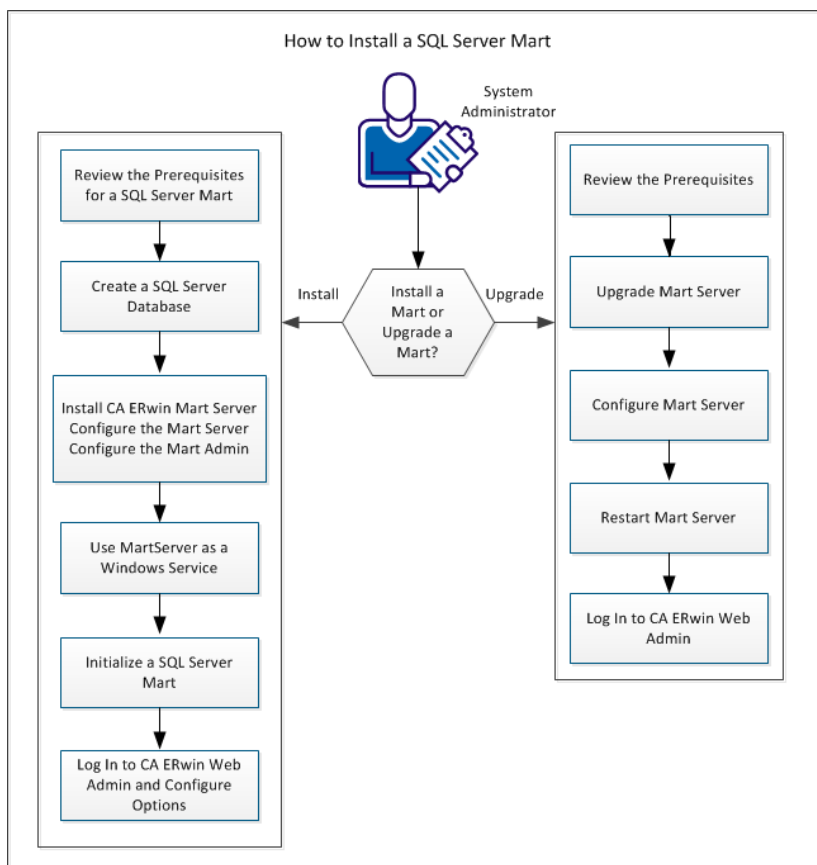 How to Install a SQL Server Mart
System
Administrator
Review the Prerequisites
for a SQL Server Mart
Create a SQL Server
Database
Install CA ERwin Mart Server
Configure the Mart Server
Configure the Mart Admin
Use MartServer as a
Windows Service
Initialize a SQL Server
Mart
Log In to CA ERwin Web
Admin and Configure
Options
Install
Install a
Mart or
Upgrade a
Mart?
Upgrade
Review the Prerequisites
Upgrade Mart Server
Configure Mart Server
Restart Mart Server
Log In to CA ERwin Web
Admin